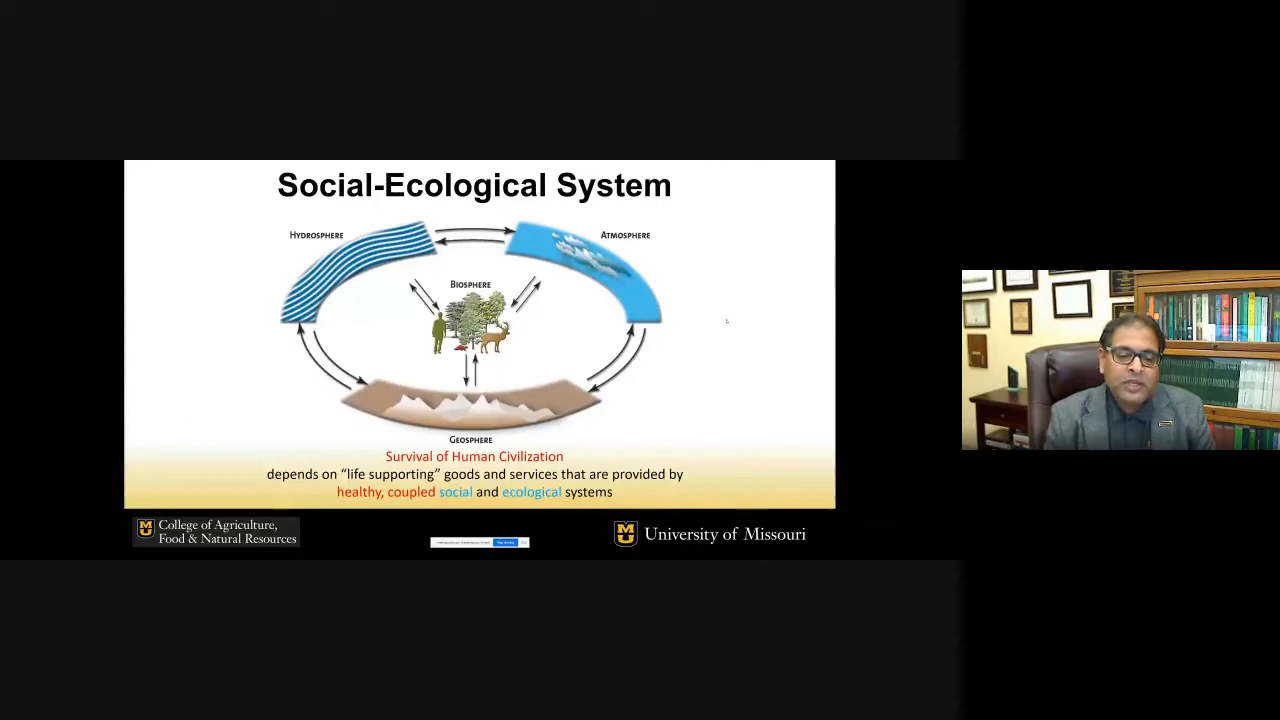 Social-Ecological System
HYDROSPHERE
ATMOSPHERE
BIOSPHERE
GEOSPHERE
Survival of Human Civilization
depends on “life supporting” goods and services that are provided by
healthy, coupled social and ecological systems
College of Agriculture,
Food & Natural Resources
University of Missouri